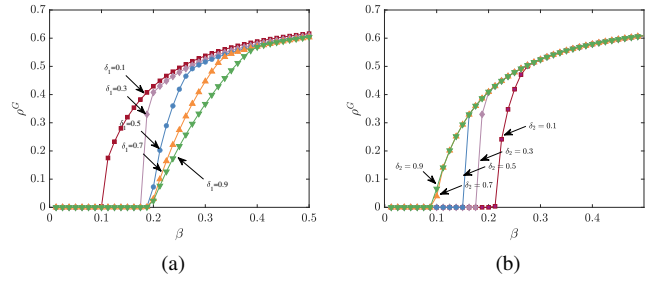 0.7
0.6
0.5
0.4
0.3
0.2
0.1
0
ρ^G
δ₁=0.1
δ₁=0.3
δ₁=0.5
δ₁=0.7
δ₁=0.9
0 0.1 0.2 0.3 0.4 0.5
β
(a)
0.7
0.6
0.5
0.4
0.3
0.2
0.1
0
ρ^G
δ₂ = 0.1
δ₂ = 0.3
δ₂ = 0.5
δ₂ = 0.9
δ₂ = 0.7
0 0.1 0.2 0.3 0.4
β
(b)